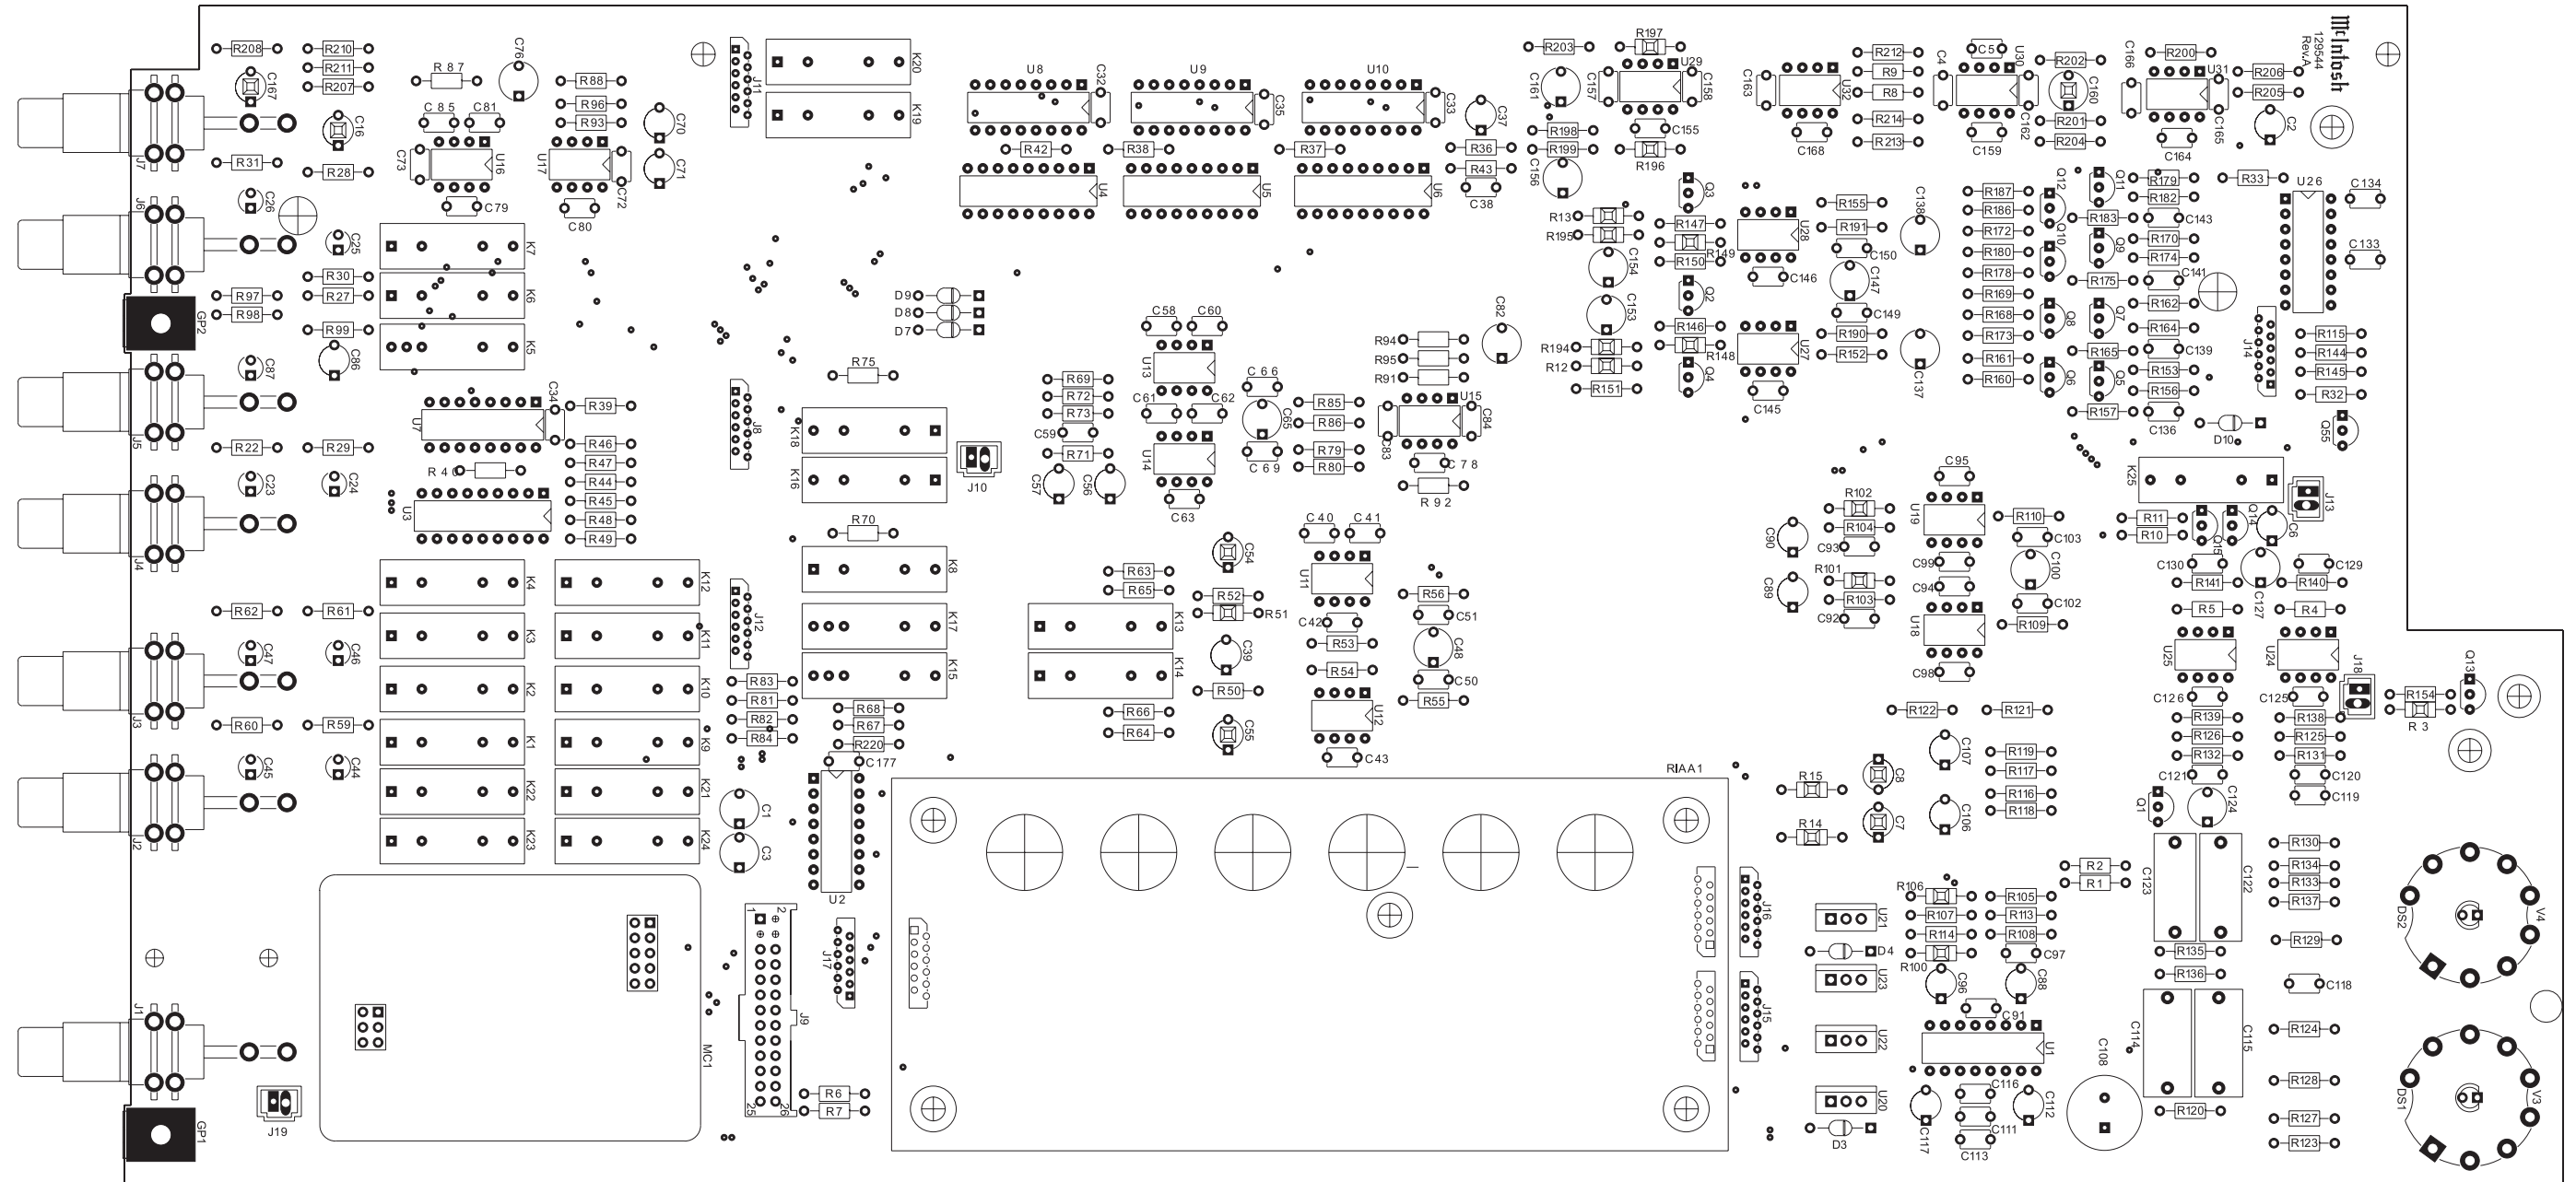 McIntosh
129544
Rev.A
R208
R210
R211
R207
C167
C16
R31
R28
J7
R 87
C76
R88
R96
R93
C 85
C81
C73
U16
U17
C72
C79
C80
C70
C71
J11
K20
K19
U8
C32
U9
C35
U10
C33
C37
R42
R38
R37
R36
R43
C38
U4
U5
U6
R203
R197
C161
C157
U29
C158
R198
R199
C155
R196
C156
C163
U32
C168
R212
R9
R8
R214
R213
C4
C5
U30
C162
C159
R202
C160
R201
R204
C166
R200
U31
C165
C164
R206
R205
C2
J6
C26
C25
K7
K6
K5
R30
R27
R97
R98
R99
GP2
C86
C87
D9
D8
D7
R13
R195
C154
C153
R194
R12
R151
Q3
R147
R149
R150
Q2
R146
R148
Q4
U28
C146
U27
C145
R155
R191
C150
C147
C149
R190
R152
C138
C137
R187
R186
R172
R180
R178
R169
R168
R173
R161
R160
Q12
Q10
Q8
Q6
Q11
R183
Q9
R175
Q7
R165
Q5
R157
R179
R182
C143
R170
R174
C141
R162
R164
C139
R153
R156
C136
R33
U26
C134
C133
J14
R115
R144
R145
R32
D10
Q55
J5
R22
R29
C23
C24
U7
C34
R39
R46
R47
R44
R45
R48
R49
R 40
U3
J8
R75
K18
K16
J10
R70
K8
K17
K15
C58
C60
U13
C61
C62
U14
C63
R69
R72
R73
C59
R71
C57
C56
C 66
C65
C 69
R85
R86
R79
R80
R94
R95
R91
C82
U15
C84
C83
C 78
R 92
J4
K4
K3
K2
K1
K22
K23
K12
K11
K10
K9
K21
K24
J12
R83
R81
R82
R84
R68
R67
R220
C177
R63
R65
K13
K14
R66
R64
C54
R52
R51
C39
R50
C55
C 40
C 41
U11
C42
R53
R54
U12
C 43
R56
C51
C48
C50
R55
C90
C89
R102
R104
C93
R101
R103
C92
C95
U19
C99
C94
U18
C98
R110
C103
C100
C102
R109
K25
J13
R11
R10
Q15
Q14
C6
C130
R141
C127
C129
R140
R5
R4
U25
U24
J18
R154
R 3
Q13
C126
R139
R126
R132
C121
C125
R138
R125
R131
C120
C119
Q1
C124
R62
R61
C47
C46
J3
R60
R59
C45
C44
J2
C1
C3
U2
RIAA1
R15
R14
C8
C7
R122
R121
C107
C106
R119
R117
R116
R118
R2
R1
C123
C122
R130
R134
R133
R137
R129
R135
R136
C118
C114
C115
R124
R128
R127
R123
R120
C108
DS2
V4
DS1
V3
J1
J19
GP1
MC1
1
2
J9
25
26
J17
R6
R7
J16
J15
U21
D4
U23
U22
U20
D3
R106
R107
R114
R100
R105
R113
R108
C97
C96
C88
C91
U1
C116
C111
C113
C117
C112